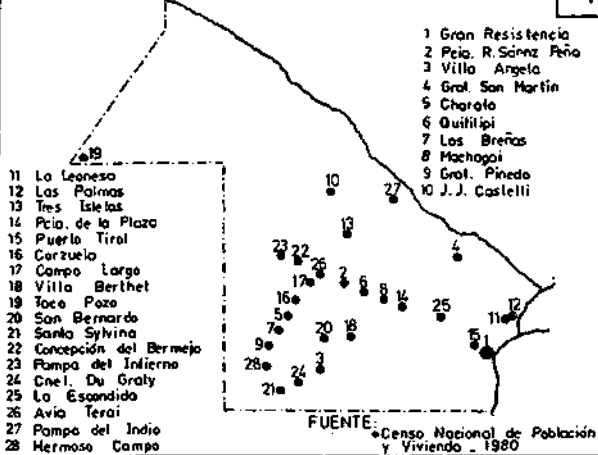 1 Gran Resistencia
2 Pcia. R. Sáenz Peña
3 Villa Angela
4 Gral. San Martín
5 Charata
6 Quitilipi
7 Las Breñas
8 Machagai
9 Gral. Pinedo
10 J.J. Castelli
11 La Leonesa
12 Las Palmas
13 Tres Isletas
14 Pcia. de la Plaza
15 Puerto Tirol
16 Corzuela
17 Campo Largo
18 Villa Berthet
19 Taco Pozo
20 San Bernardo
21 Santa Sylvina
22 Concepción del Bermejo
23 Pampa del Infierno
24 Cnel. Du Graty
25 La Escondida
26 Avia Terai
27 Pampa del Indio
28 Hermoso Campo
19
10
27
13
4
23
22
26
17
2
6
8
14
16
5
25
11
12
7
9
20
18
15
1
28
3
24
21
FUENTE:
Censo Nacional de Población
y Vivienda - 1980